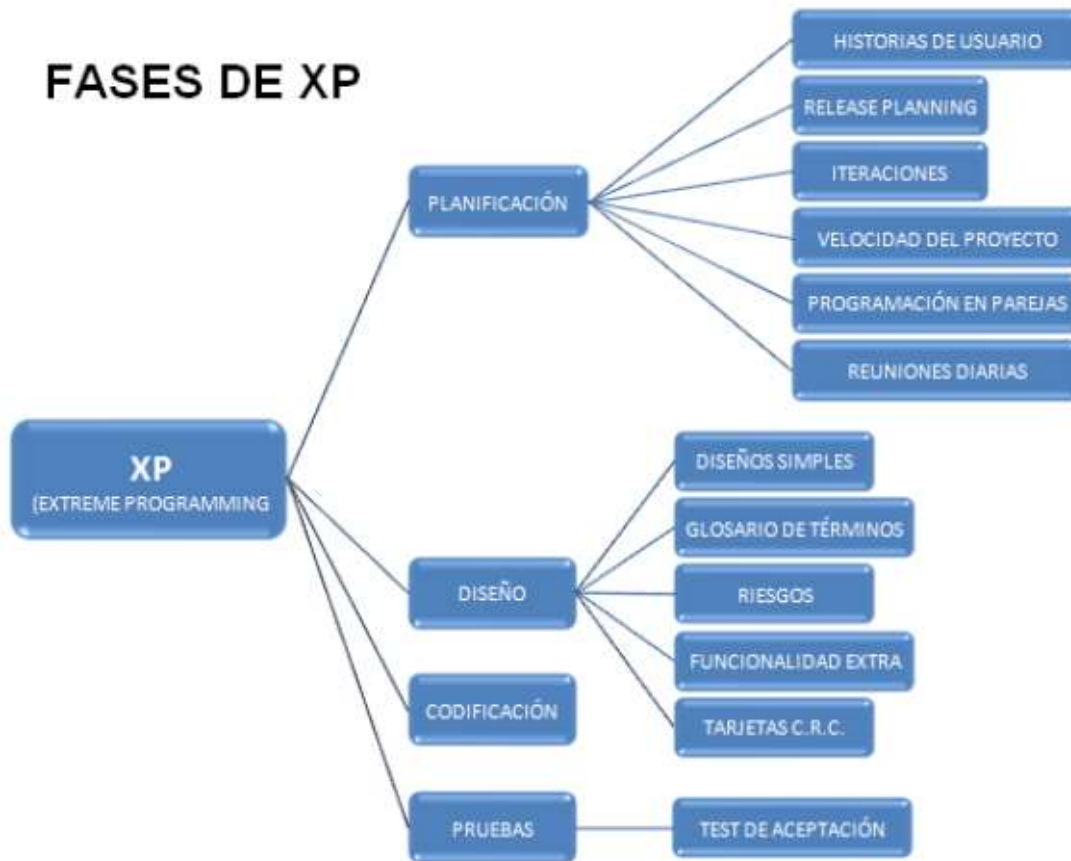 FASES DE XP
HISTORIAS DE USUARIO
RELEASE PLANNING
ITERACIONES
PLANIFICACIÓN
VELOCIDAD DEL PROYECTO
PROGRAMACIÓN EN PAREJAS
REUNIONES DIARIAS
XP
(EXTREME PROGRAMMING
DISEÑOS SIMPLES
GLOSARIO DE TÉRMINOS
DISEÑO
RIESGOS
FUNCIONALIDAD EXTRA
CODIFICACIÓN
TARJETAS C.R.C.
PRUEBAS
TEST DE ACEPTACIÓN